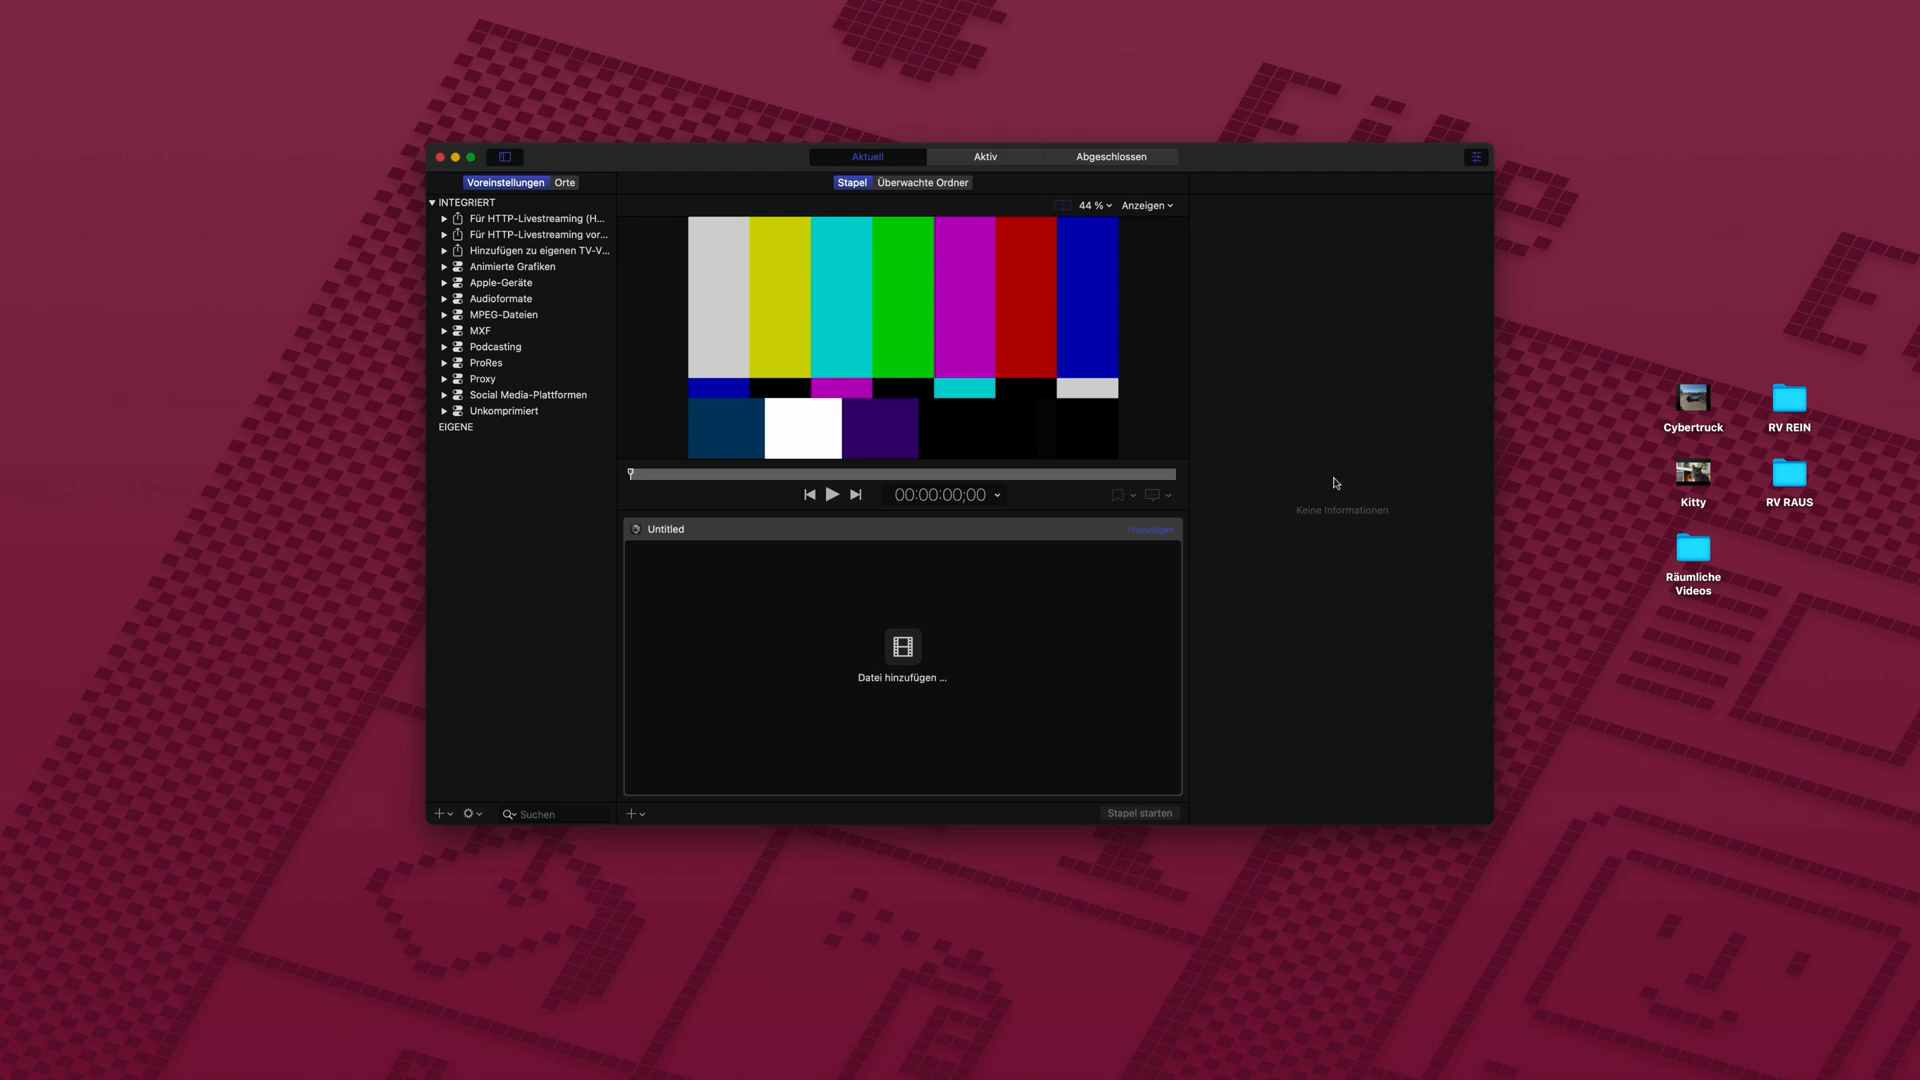 Aktuell
Aktiv
Abgeschlossen
Voreinstellungen
Orte
Stapel
Überwachte Ordner
44 %
Anzeigen
INTEGRIERT
Für HTTP-Livestreaming (H...
Für HTTP-Livestreaming vor...
Hinzufügen zu eigenen TV-V...
Animierte Grafiken
Apple-Geräte
Audioformate
MPEG-Dateien
MXF
Podcasting
ProRes
Proxy
Social Media-Plattformen
Unkomprimiert
EIGENE
Suchen
00:00:00;00
Untitled
Hinzufügen
Datei hinzufügen ...
Stapel starten
Keine Informationen
Cybertruck
RV REIN
Kitty
RV RAUS
Räumliche
Videos